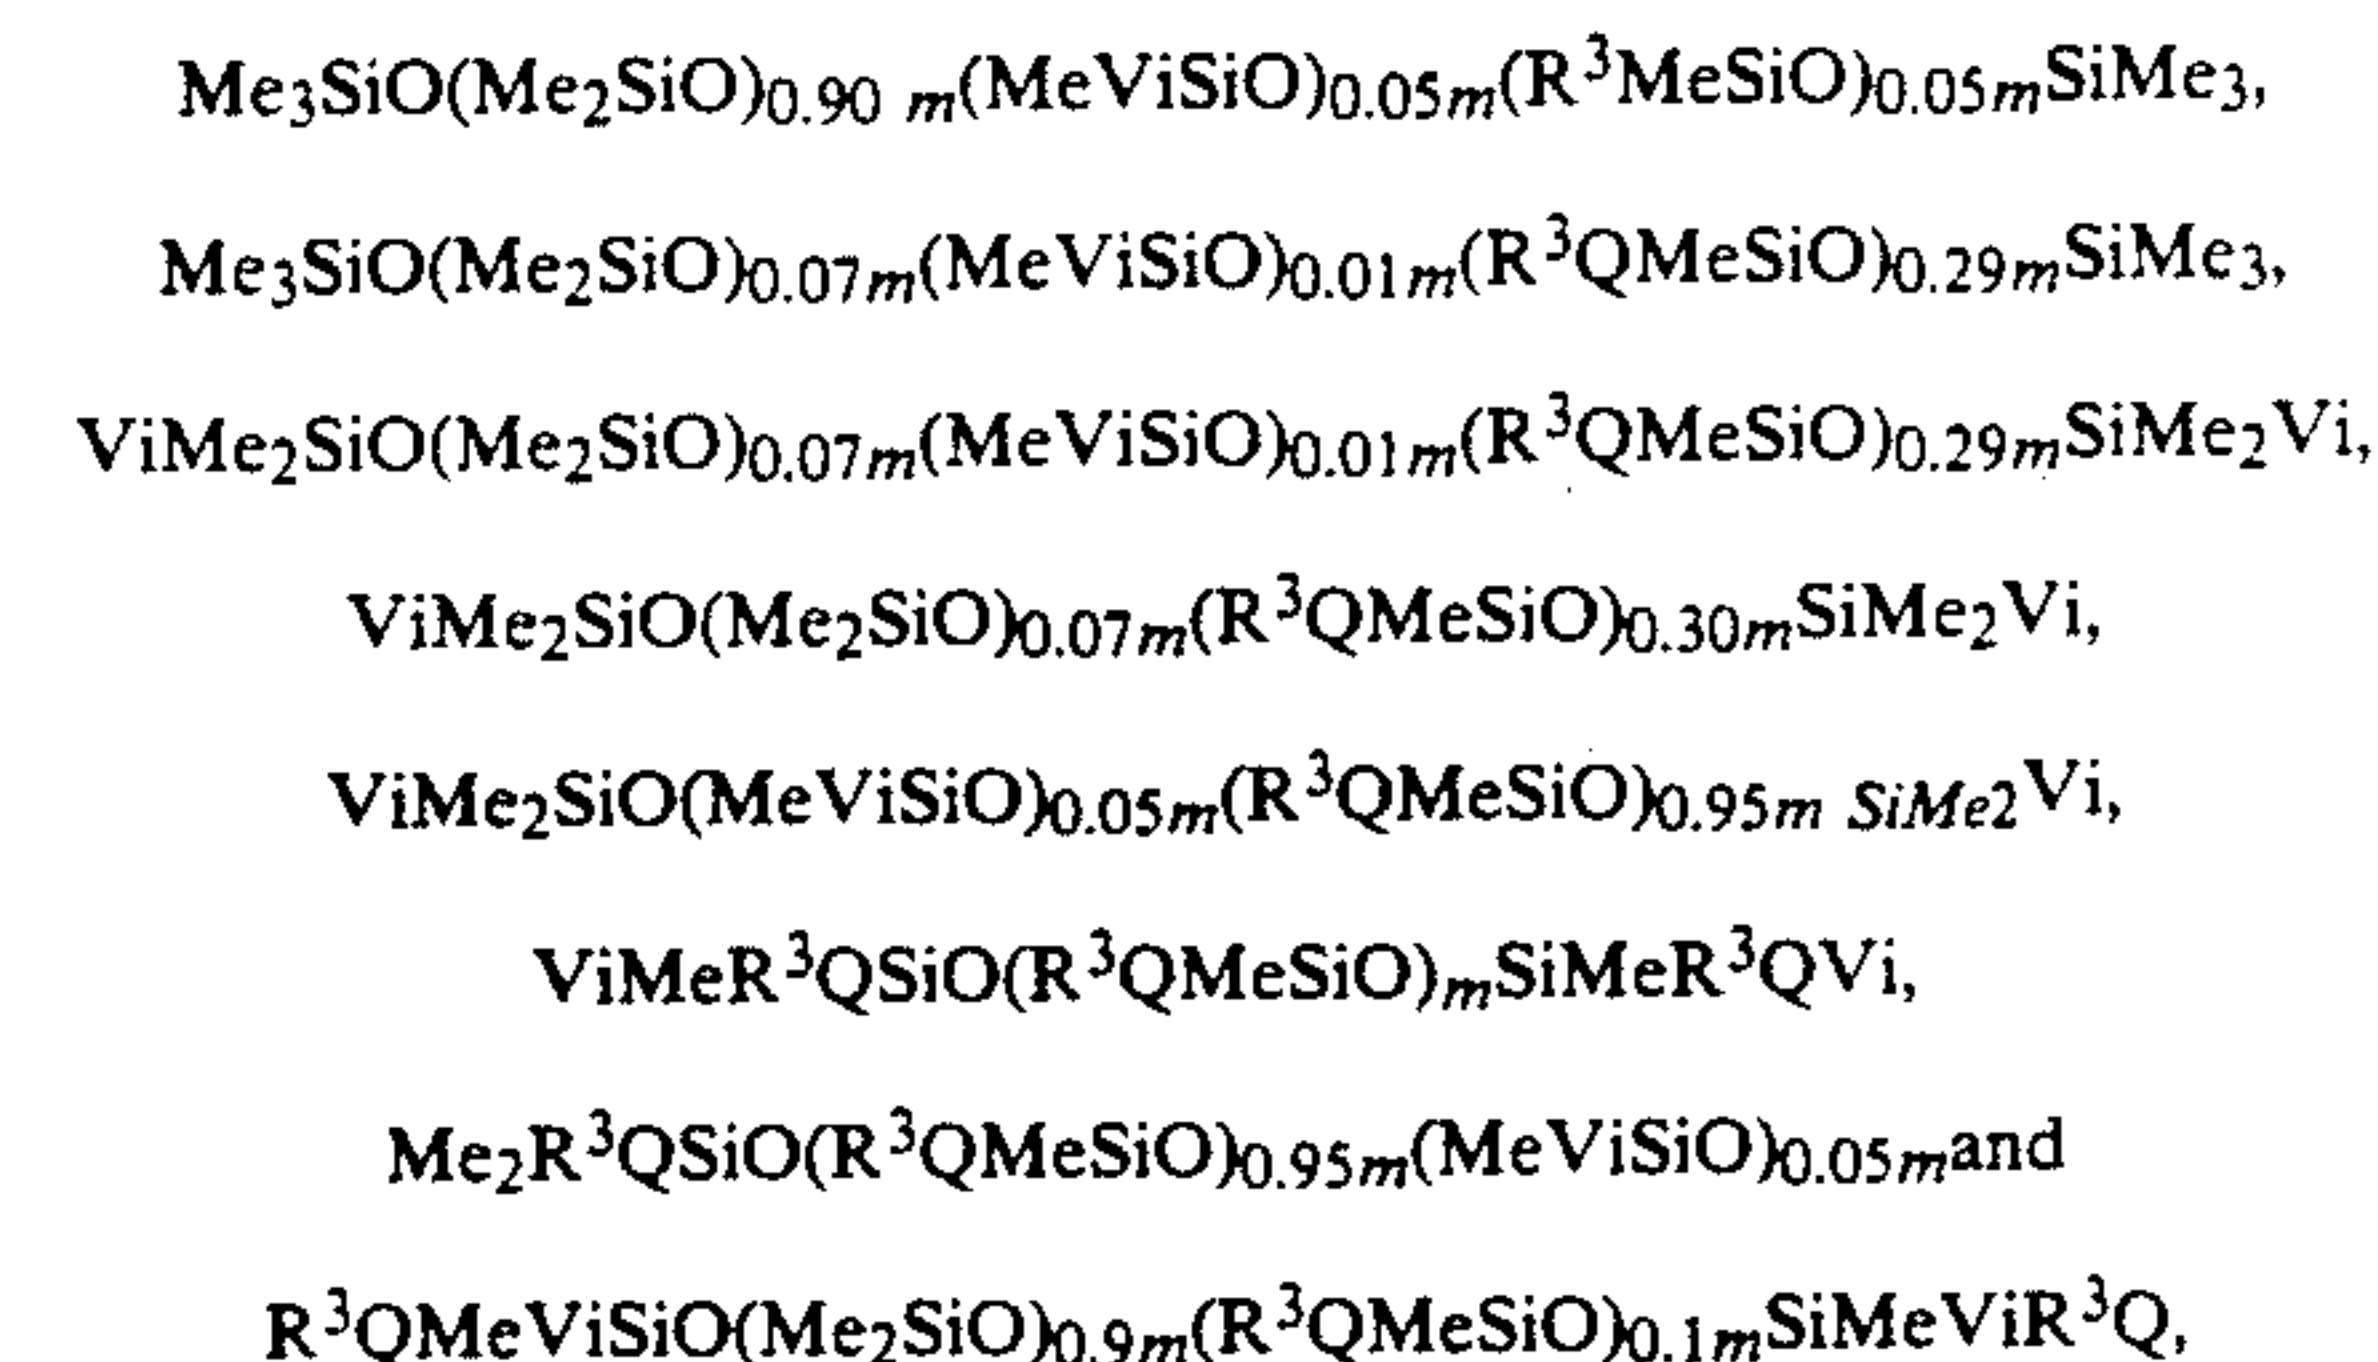 Me₃SiO(Me₂SiO)₀.₉₀ ₘ(MeViSiO)₀.₀₅ₘ(R³MeSiO)₀.₀₅ₘSiMe₃,
Me₃SiO(Me₂SiO)₀.₀₇ₘ(MeViSiO)₀.₀₁ₘ(R³QMeSiO)₀.₂₉ₘSiMe₃,
ViMe₂SiO(Me₂SiO)₀.₀₇ₘ(MeViSiO)₀.₀₁ₘ(R³QMeSiO)₀.₂₉ₘSiMe₂Vi,
ViMe₂SiO(Me₂SiO)₀.₀₇ₘ(R³QMeSiO)₀.₃₀ₘSiMe₂Vi,
ViMe₂SiO(MeViSiO)₀.₀₅ₘ(R³QMeSiO)₀.₉₅ₘ SiMe2Vi,
ViMeR³QSiO(R³QMeSiO)ₘSiMeR³QVi,
Me₂R³QSiO(R³QMeSiO)₀.₉₅ₘ(MeViSiO)₀.₀₅ₘand
R³QMeViSiO(Me₂SiO)₀.₉ₘ(R³QMeSiO)₀.₁ₘSiMeViR³Q,